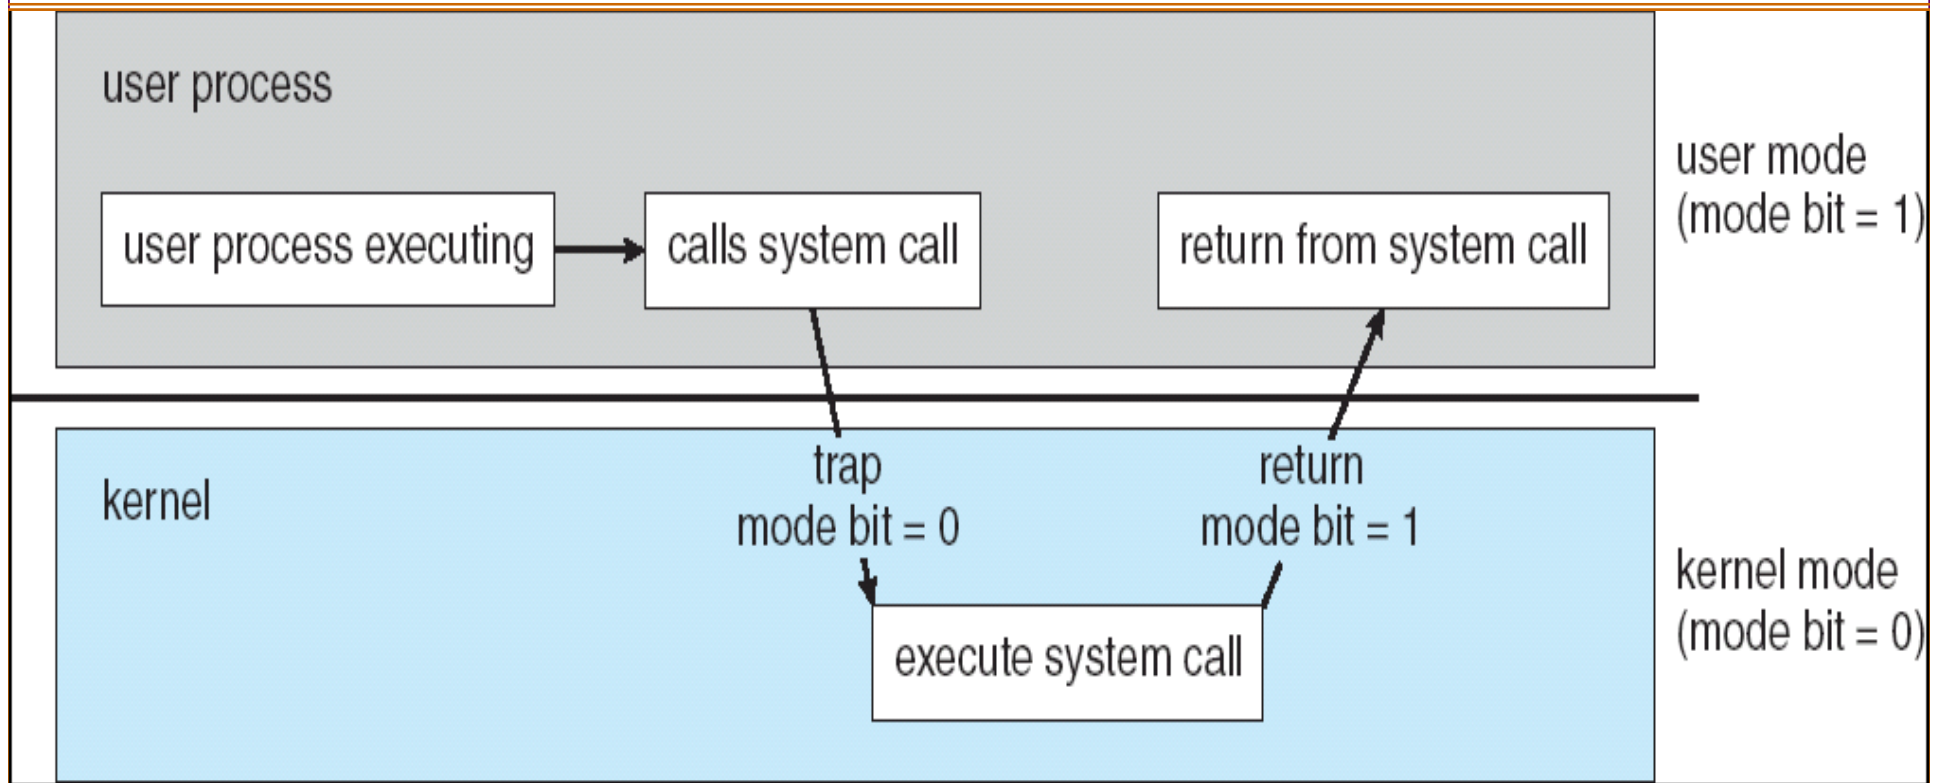 user process
user process executing
calls system call
return from system call
user mode
(mode bit = 1)
kernel
trap
mode bit = 0
return
mode bit = 1
execute system call
kernel mode
(mode bit = 0)